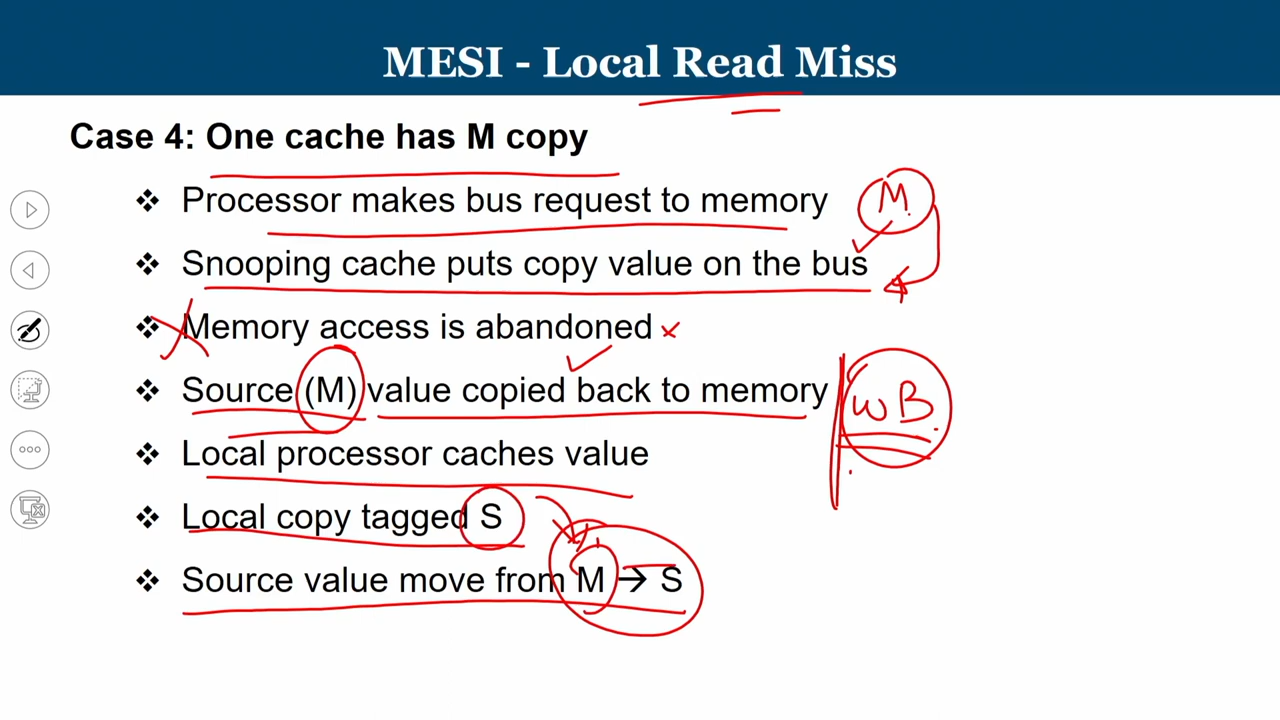 MESI - Local Read Miss
Case 4: One cache has M copy
❖ Processor makes bus request to memory
M
❖ Snooping cache puts copy value on the bus
❖ Memory access is abandoned
❖ Source (M) value copied back to memory
WB
❖ Local processor caches value
❖ Local copy tagged S
❖ Source value move from M → S